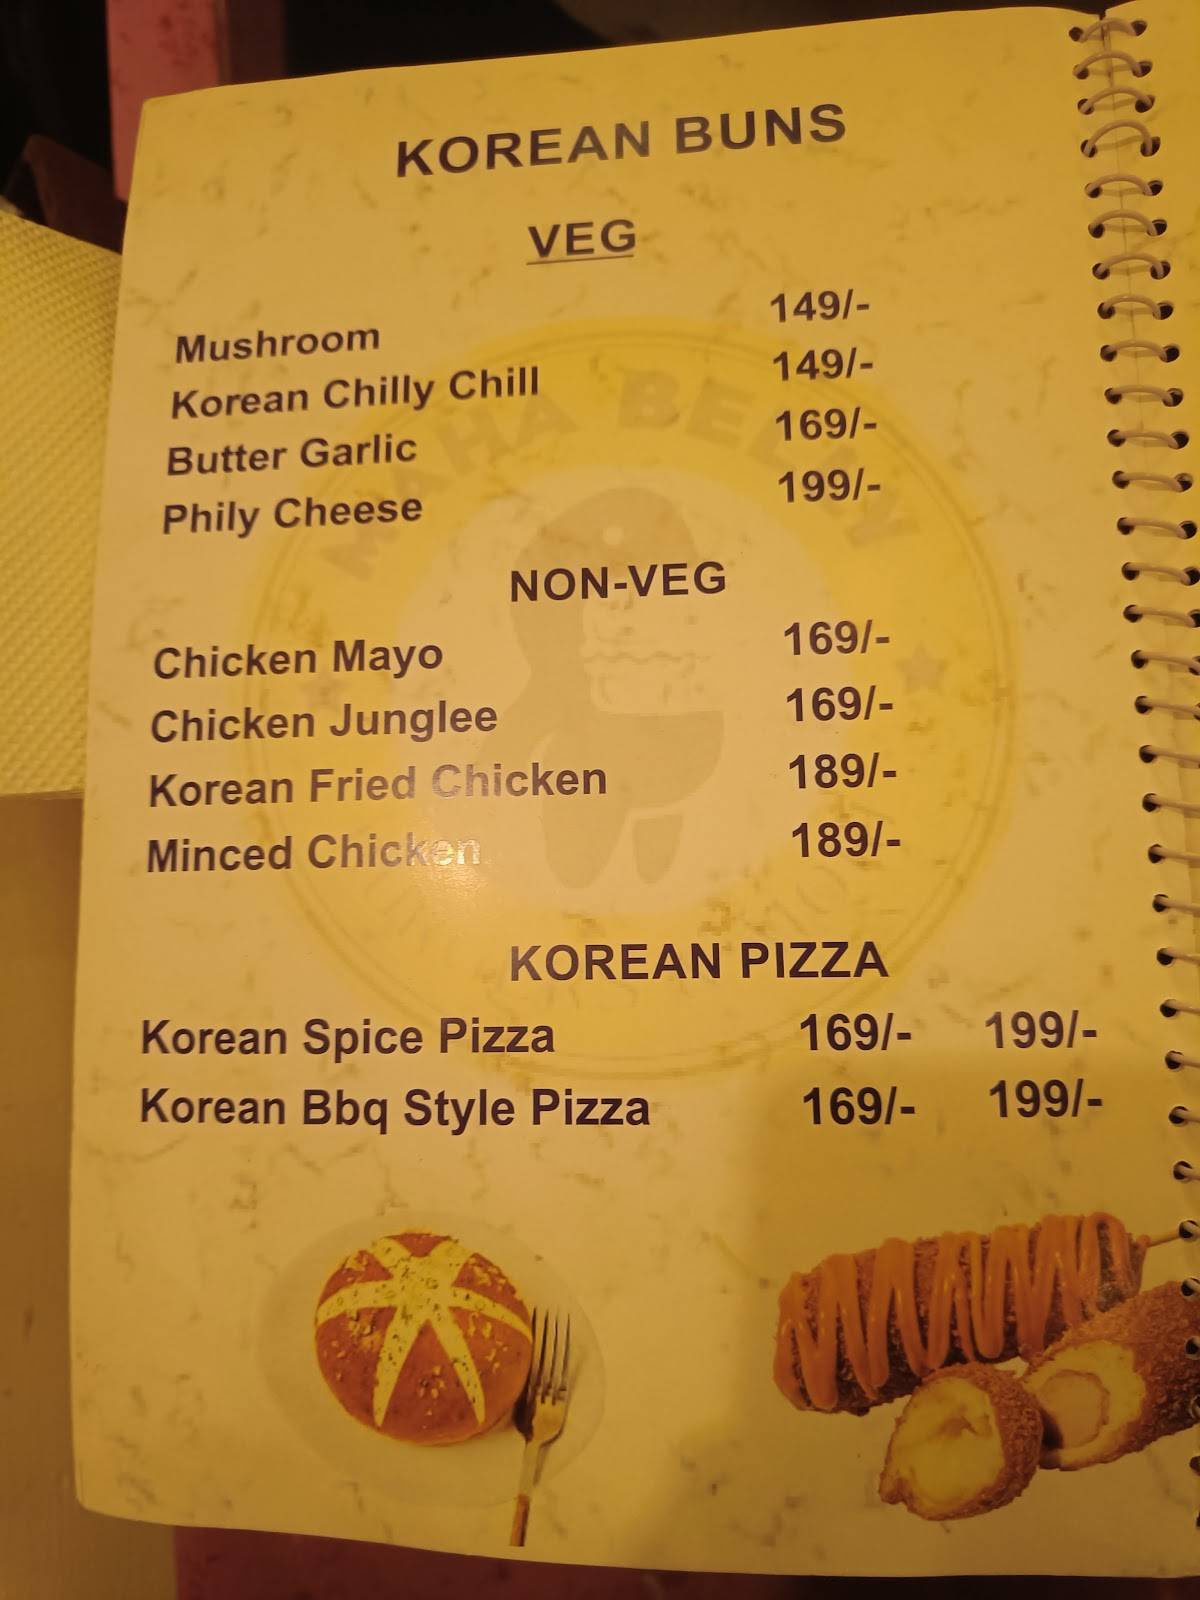 KOREAN BUNS
VEG
Mushroom 149/-
Korean Chilly Chill 149/-
Butter Garlic 169/-
Phily Cheese 199/-
NON-VEG
Chicken Mayo 169/-
Chicken Junglee 169/-
Korean Fried Chicken 189/-
Minced Chicken 189/-
KOREAN PIZZA
Korean Spice Pizza 169/- 199/-
Korean Bbq Style Pizza 169/- 199/-
MAHA BELLY